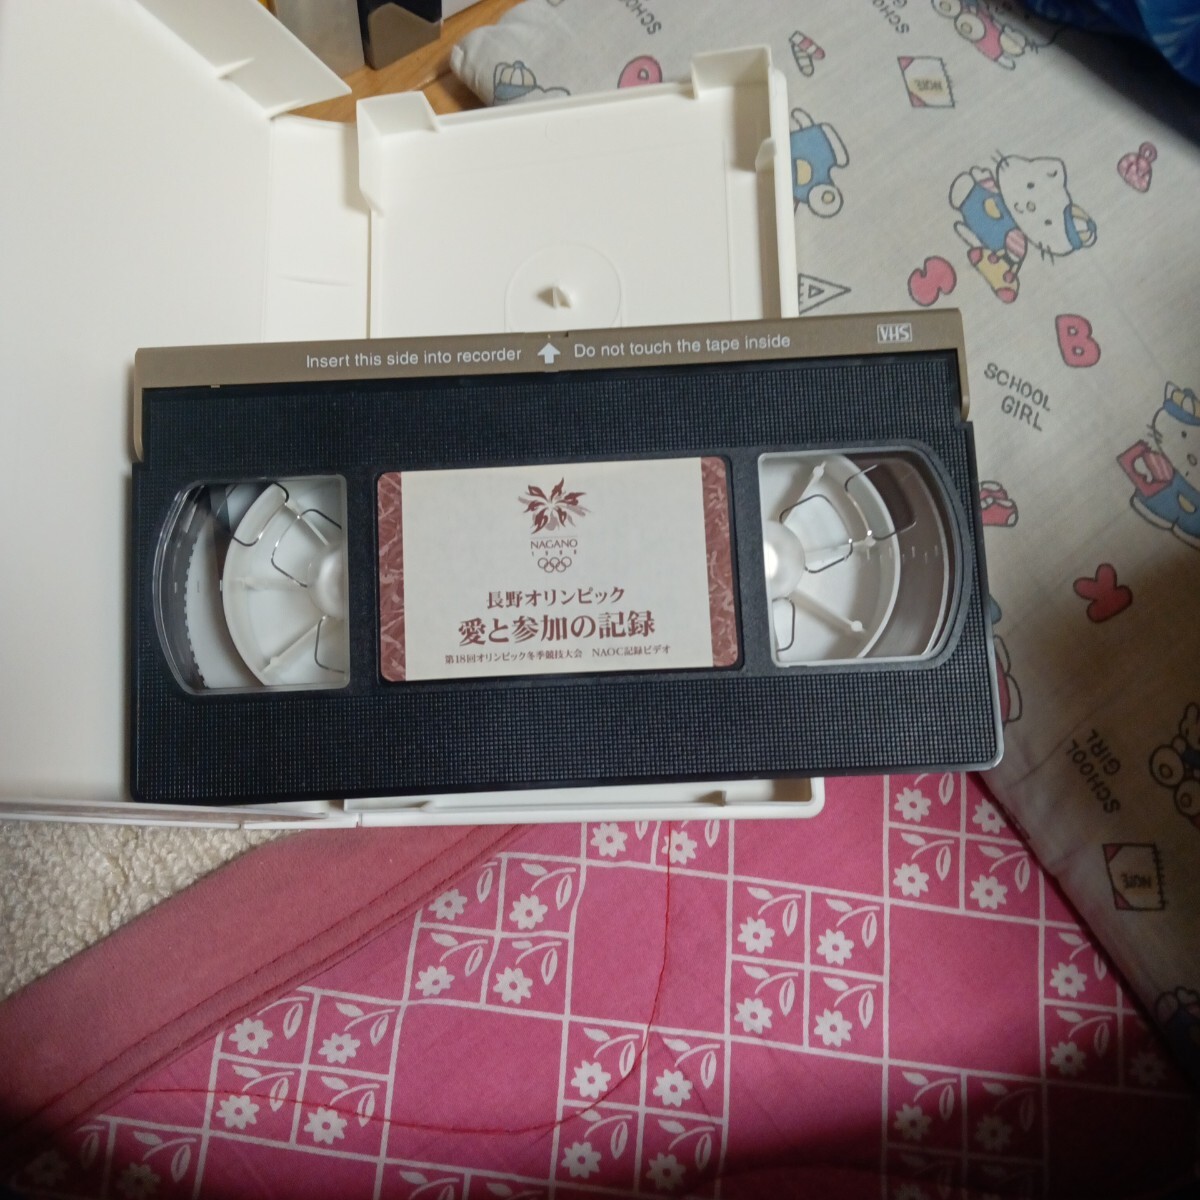 Insert this side into recorder
Do not touch the tape inside
VHS
NAGANO
1998
長野オリンピック
愛と参加の記録
第18回オリンピック冬季競技大会 NAOC記録ビデオ
SCHOOL
GIRL
B
SCHOOL
GIRL
SCHOOL